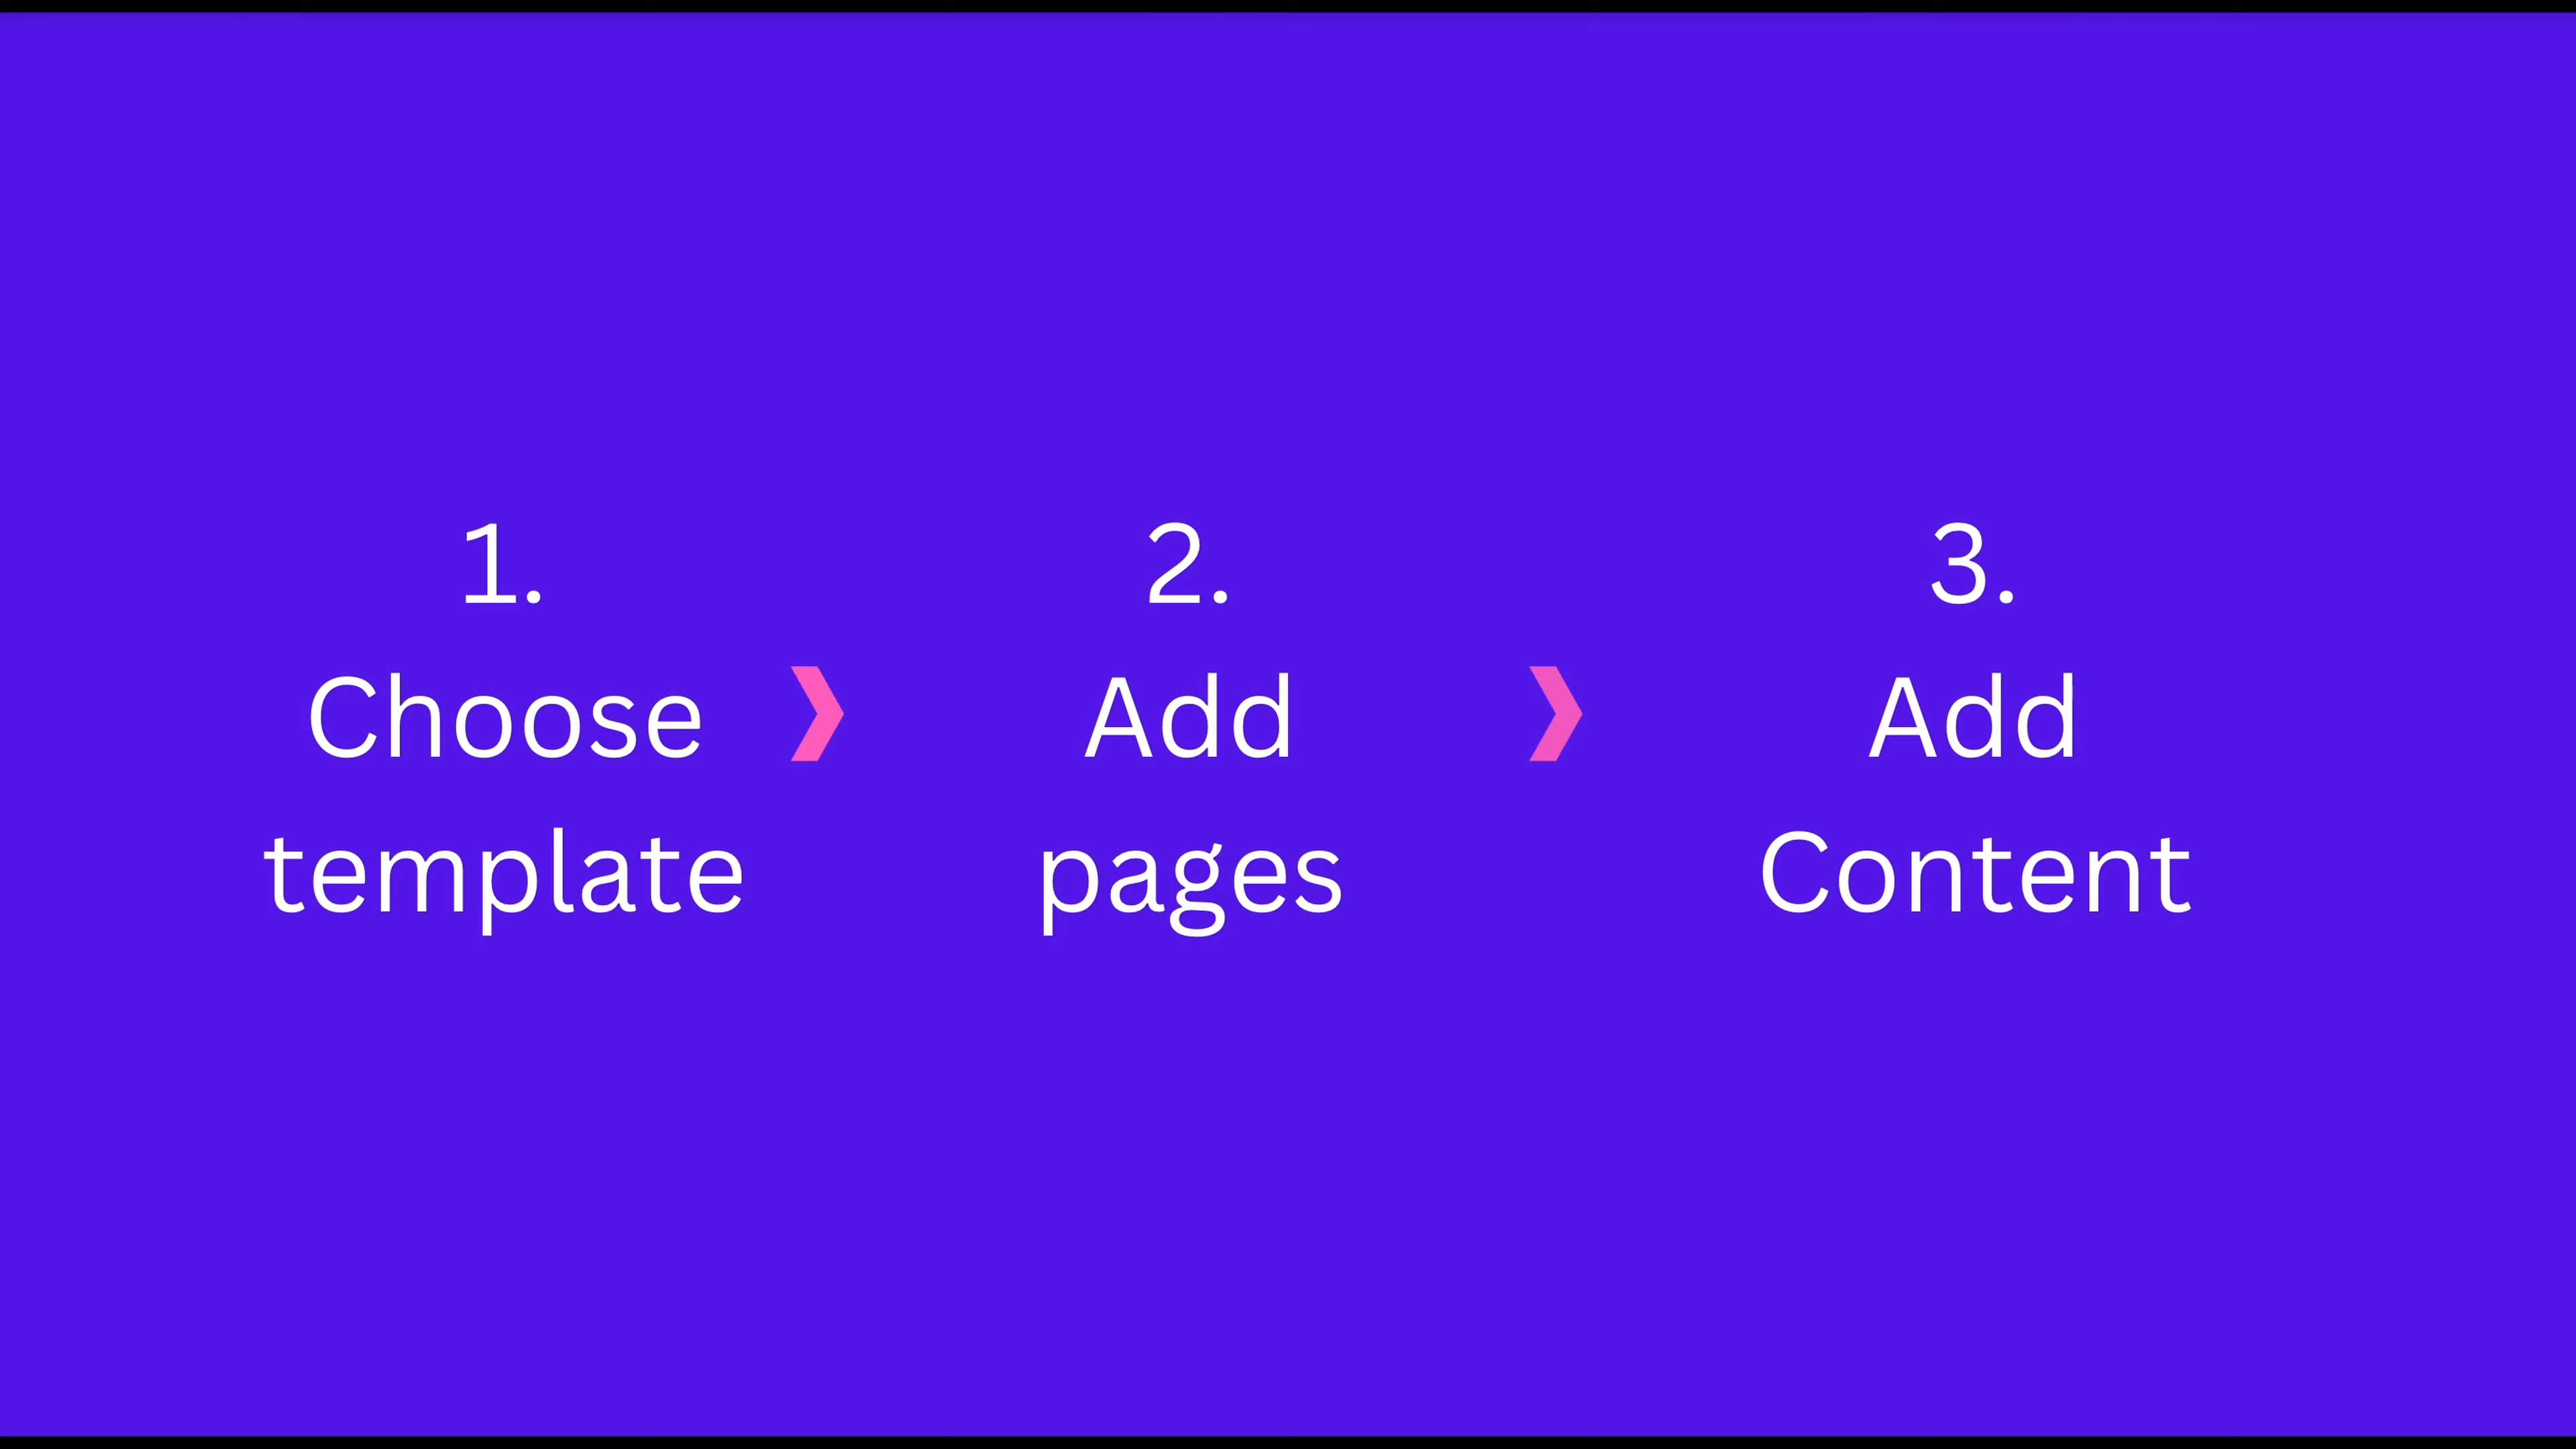 1.
Choose
template
2.
Add
pages
3.
Add
Content